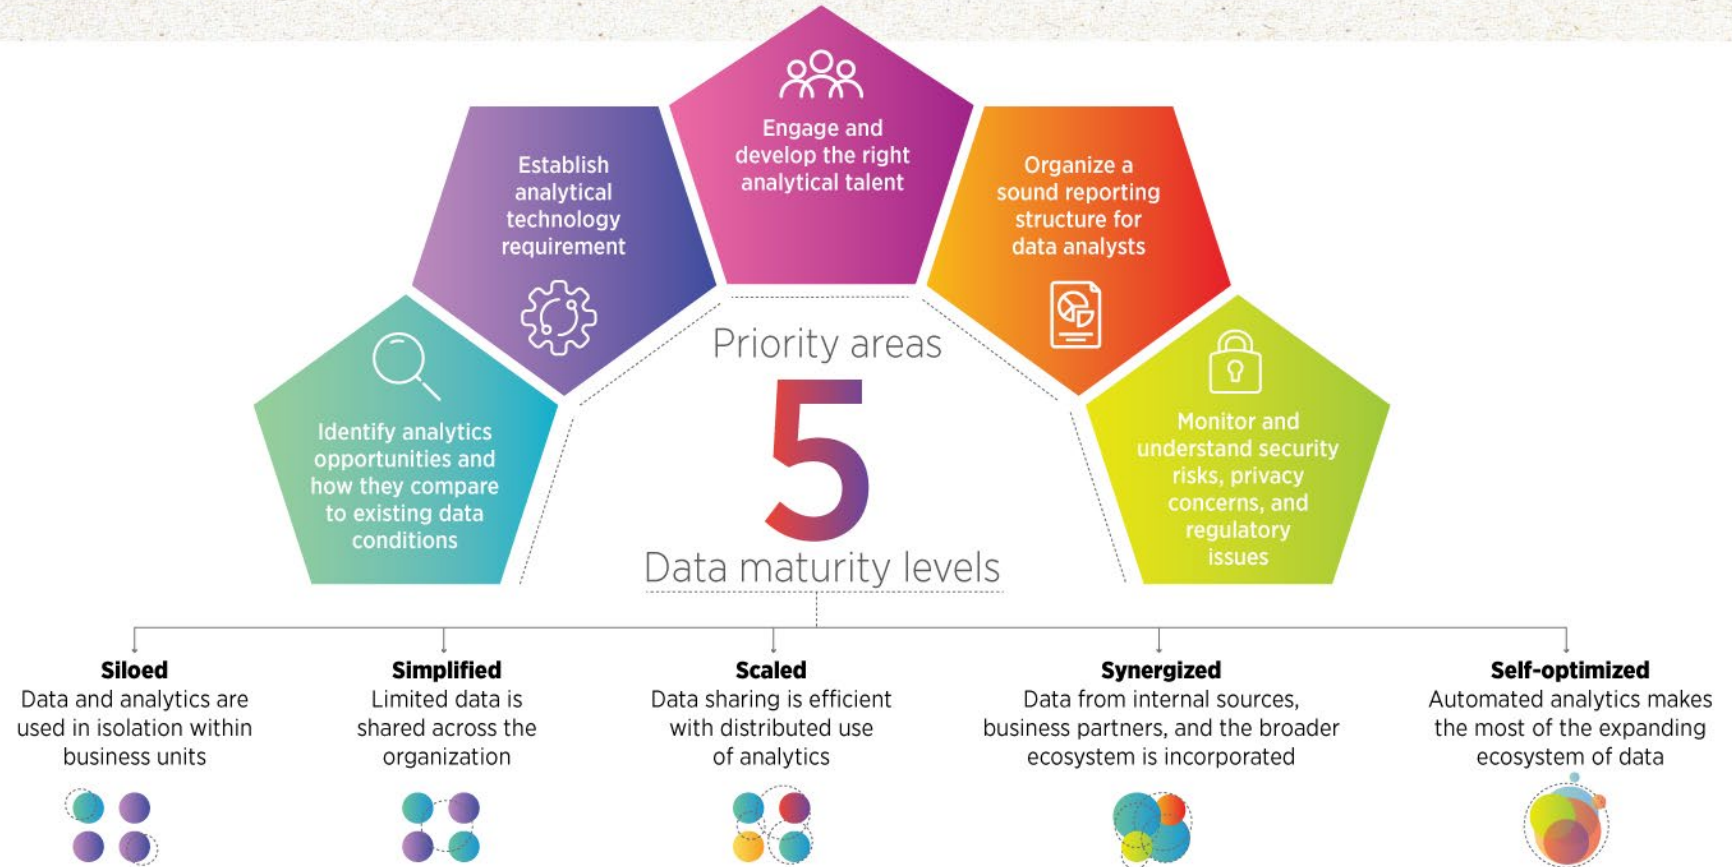 Engage and
develop the right
analytical talent
Establish
analytical
technology
requirement
Organize a
sound reporting
structure for
data analysts
Identify analytics
opportunities and
how they compare
to existing data
conditions
Monitor and
understand security
risks, privacy
concerns, and
regulatory
issues
Priority areas
5
Data maturity levels
Siloed
Data and analytics are
used in isolation within
business units
Simplified
Limited data is
shared across the
organization
Scaled
Data sharing is efficient
with distributed use
of analytics
Synergized
Data from internal sources,
business partners, and the broader
ecosystem is incorporated
Self-optimized
Automated analytics makes
the most of the expanding
ecosystem of data